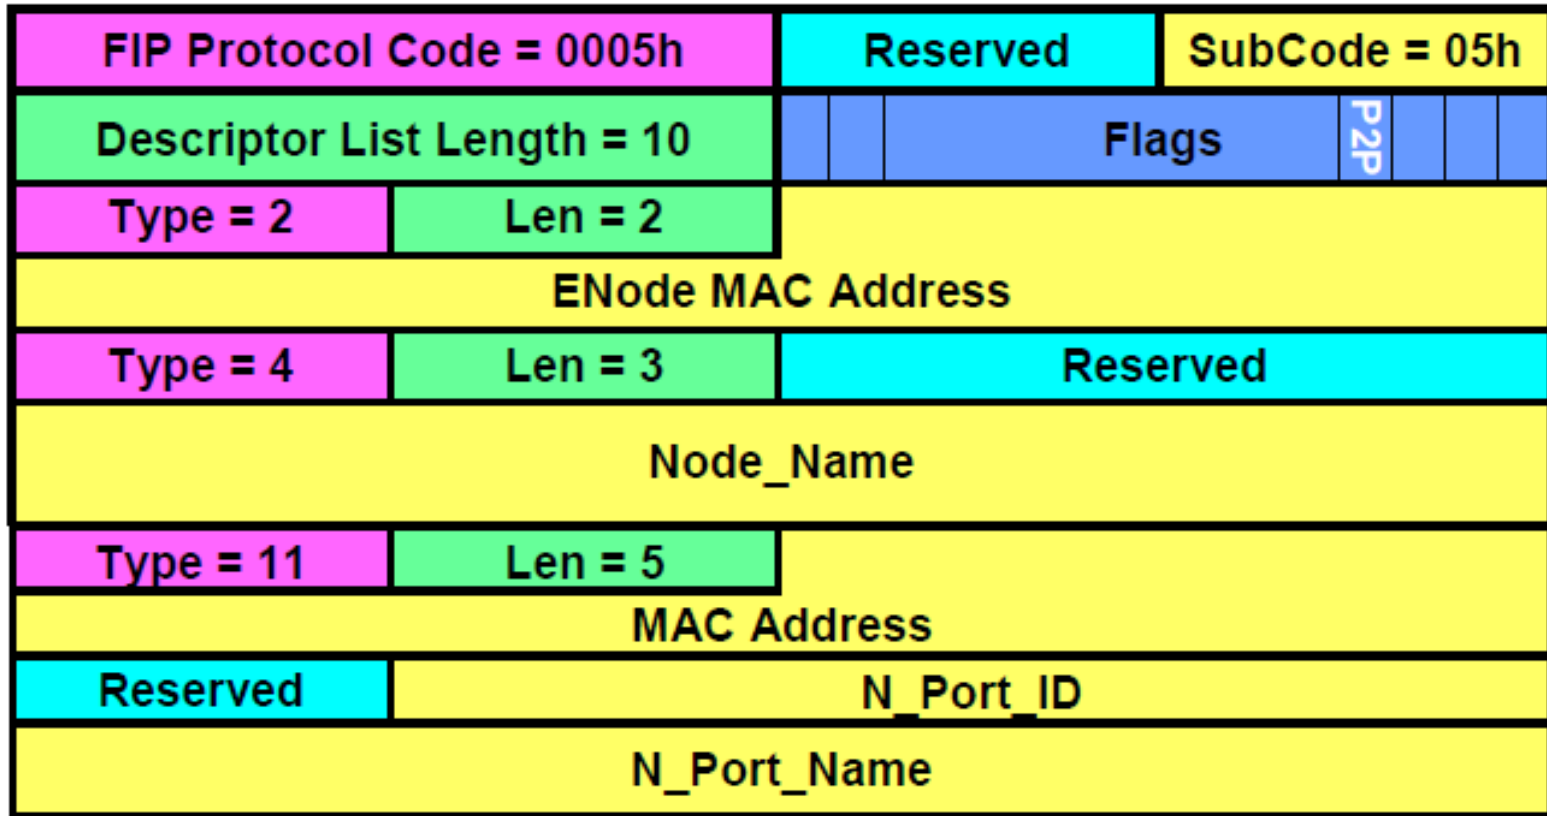 FIP Protocol Code = 0005h Reserved SubCode = 05h
Descriptor List Length = 10 Flags P2P
Type = 2 Len = 2
ENode MAC Address
Type = 4 Len = 3 Reserved
Node_Name
Type = 11 Len = 5
MAC Address
Reserved N_Port_ID
N_Port_Name